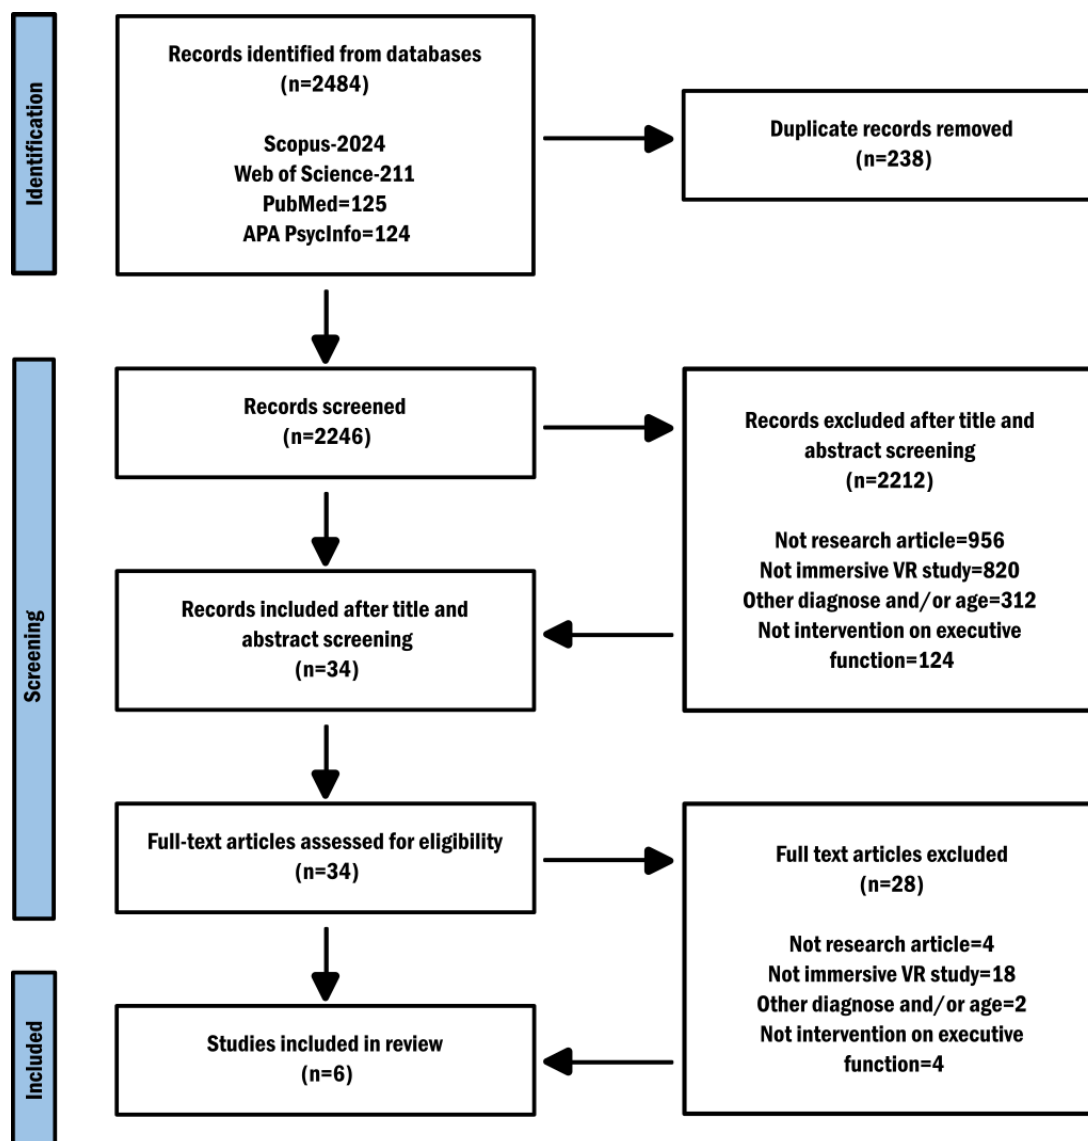 Identification
Records identified from databases
(n=2484)
Scopus-2024
Web of Science-211
PubMed=125
APA PsycInfo=124
Duplicate records removed
(n=238)
Screening
Records screened
(n=2246)
Records excluded after title and
abstract screening
(n=2212)
Not research article=956
Not immersive VR study=820
Other diagnose and/or age=312
Not intervention on executive
function=124
Records included after title and
abstract screening
(n=34)
Full-text articles assessed for eligibility
(n=34)
Full text articles excluded
(n=28)
Not research article=4
Not immersive VR study=18
Other diagnose and/or age=2
Not intervention on executive
function=4
Included
Studies included in review
(n=6)